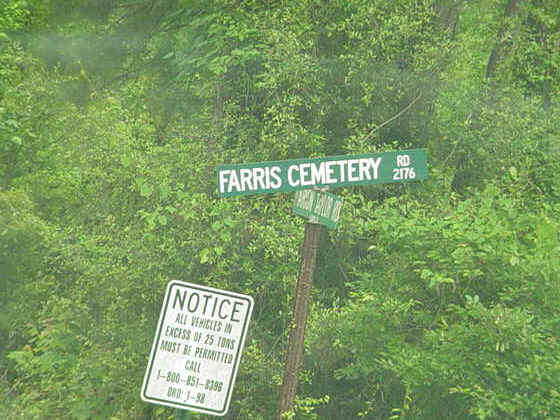 FARRIS CEMETERY RD
2176
NOTICE
ALL VEHICLES IN
EXCESS OF 25 TONS
MUST BE PERMITTED
CALL
1-800-851-8398
ORD. 1-98